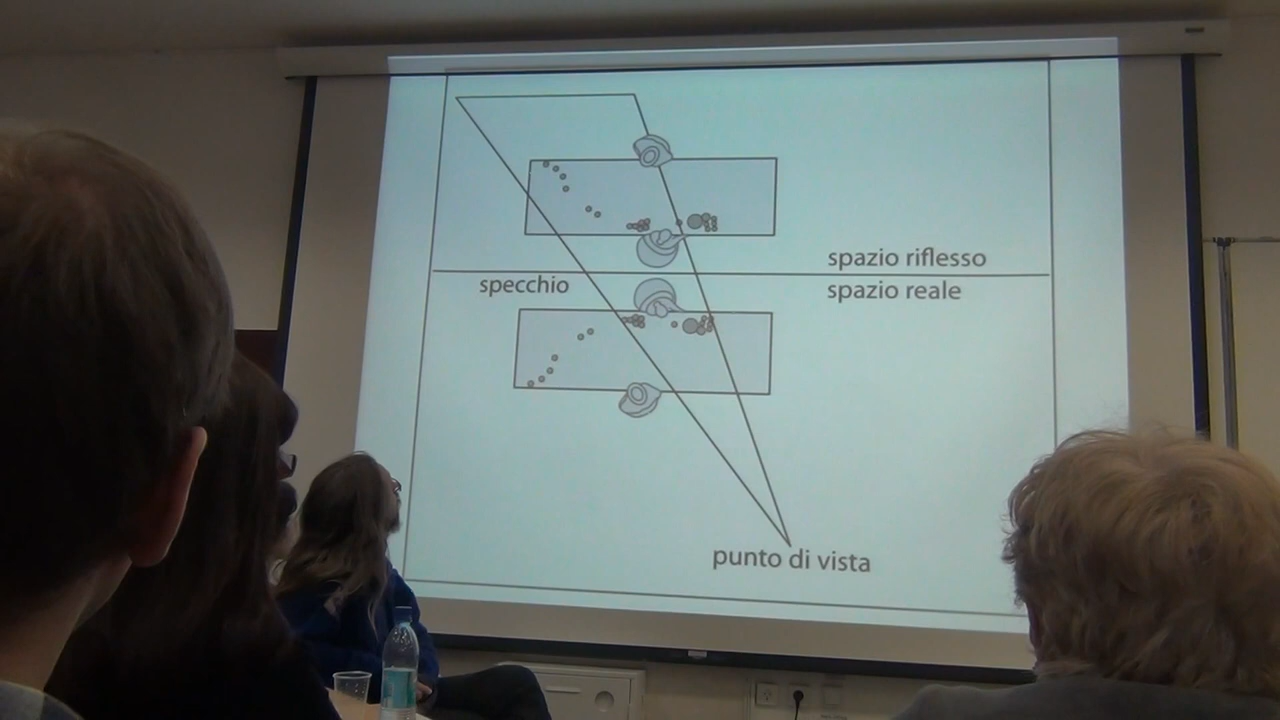 spazio riflesso
specchio
spazio reale
punto di vista